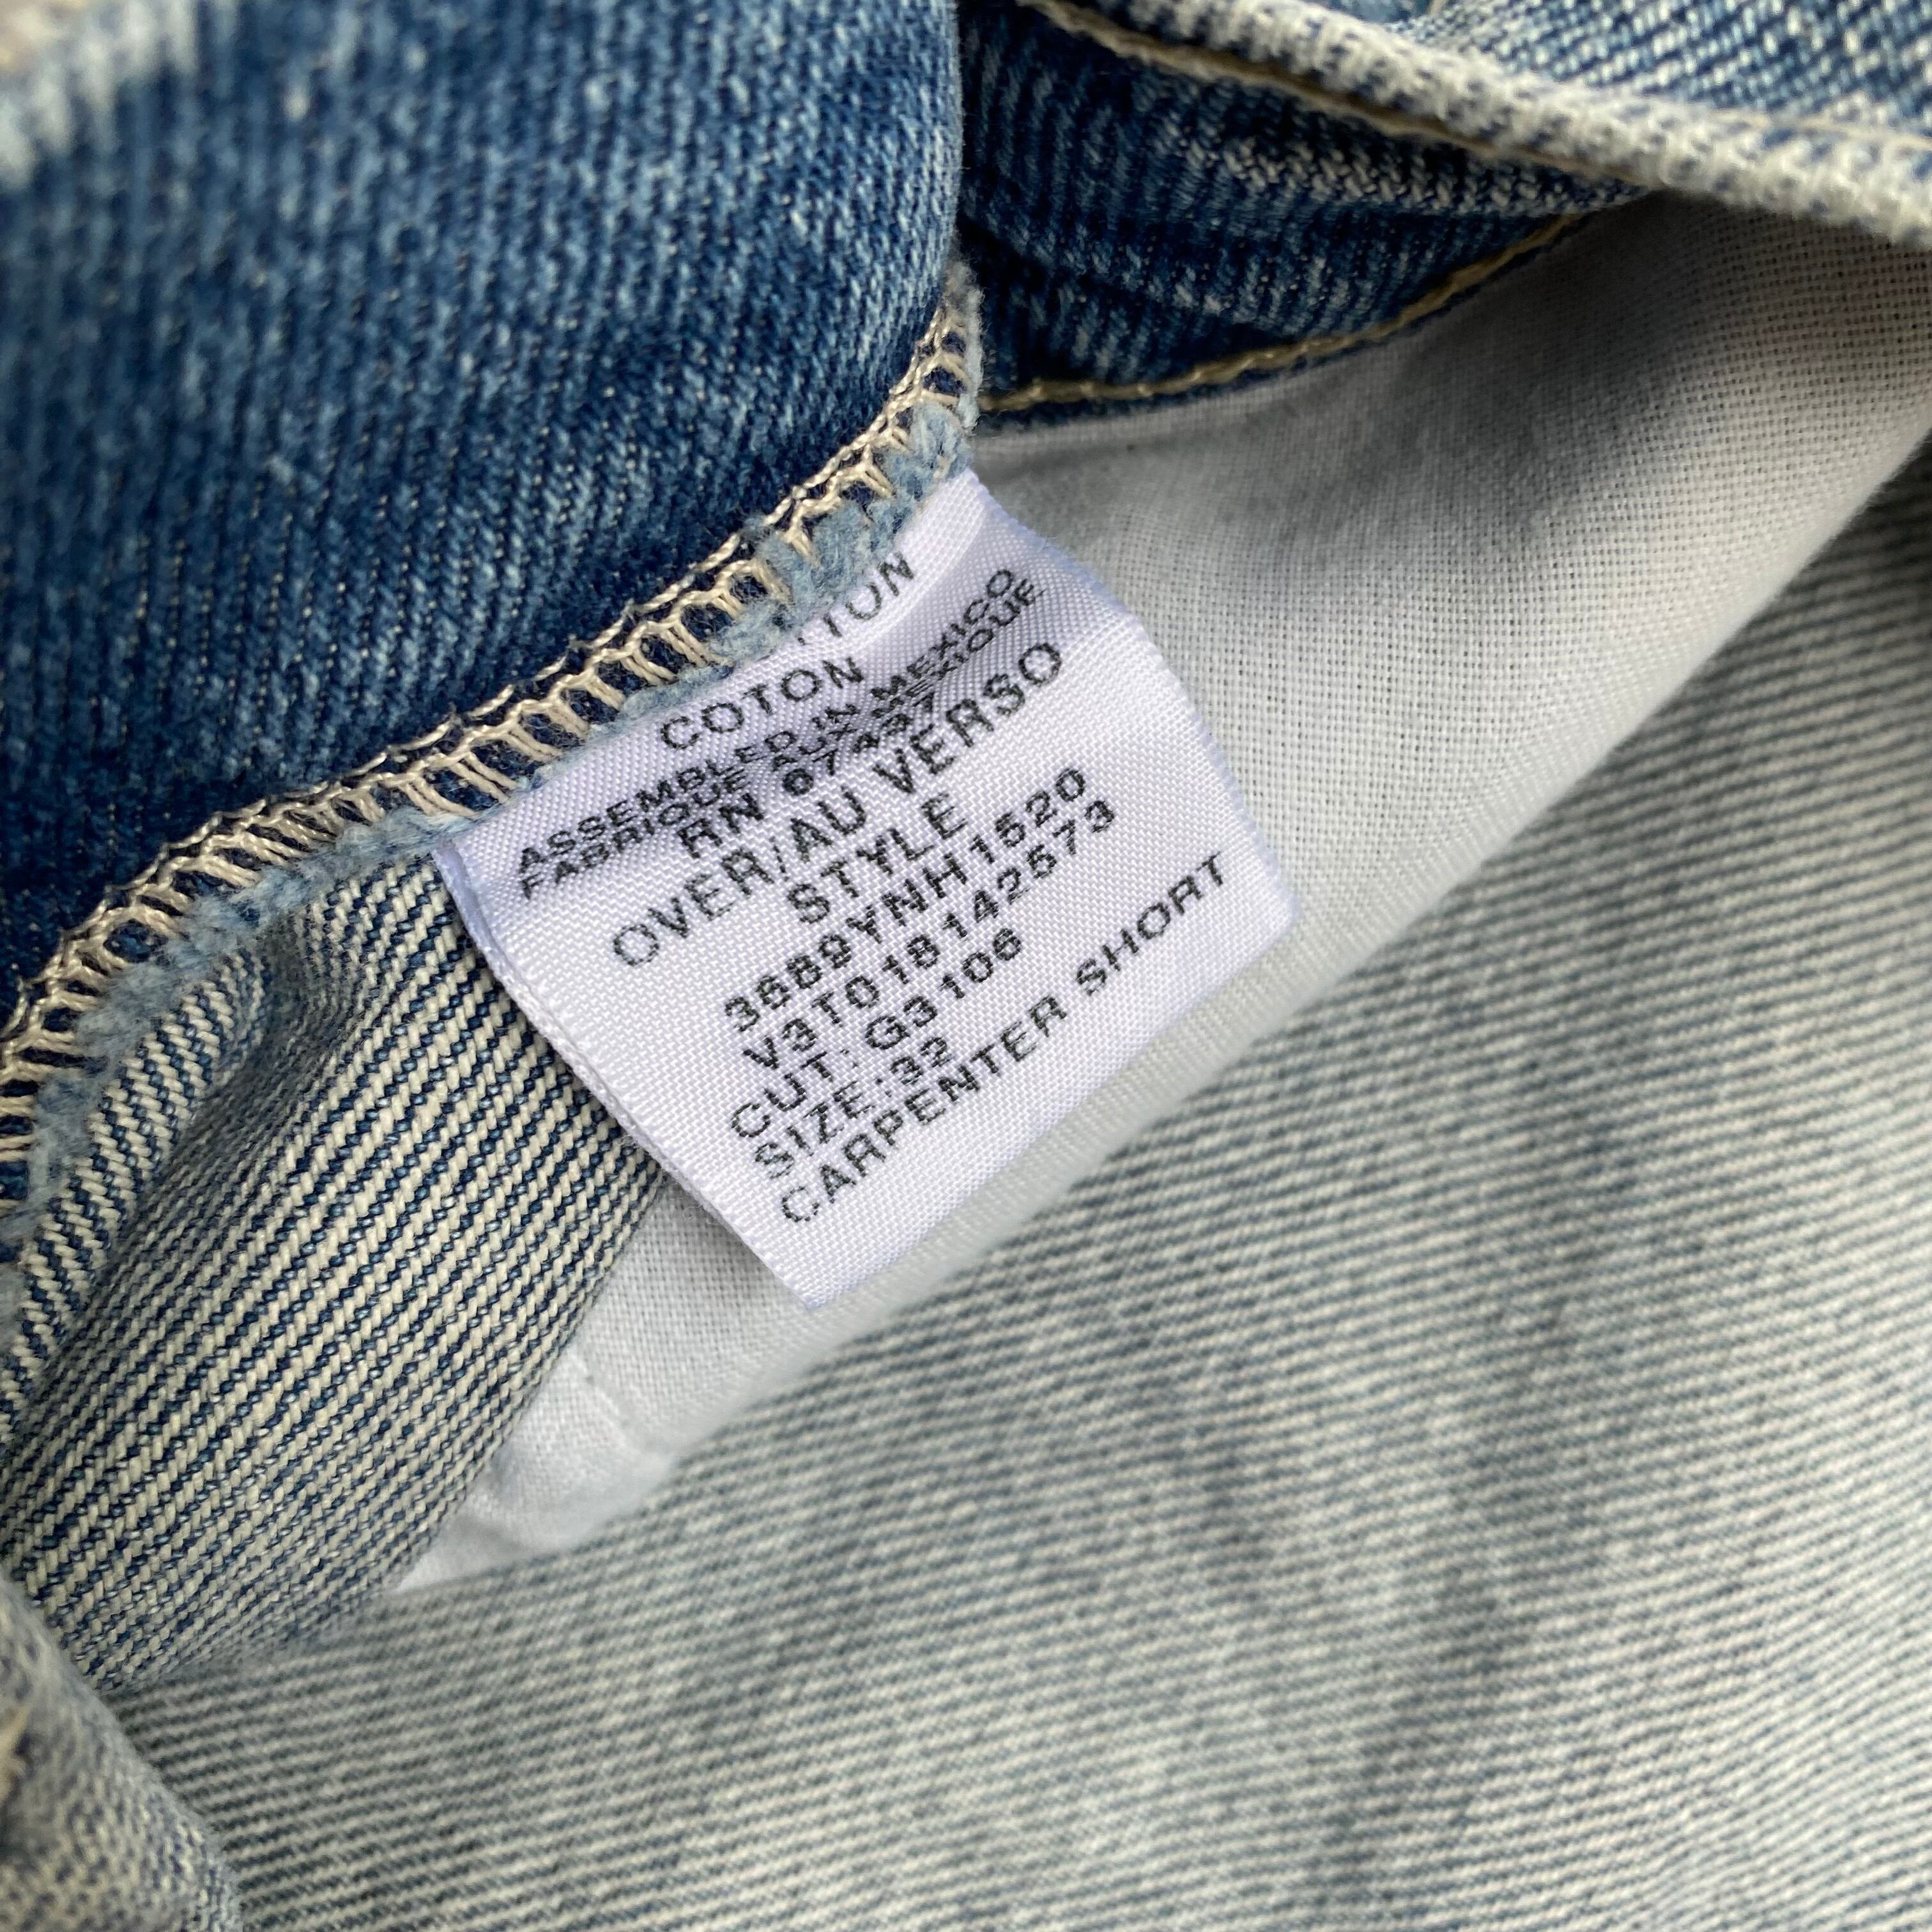 COTON
ASSEMBLED IN MEXICO
FABRIQUE AU MEXIQUE
RN
OVER/AU VERSO
STYLE
3689YNH1520
V3T018142573
CUT: G3106
SIZE:32
CARPENTER SHORT